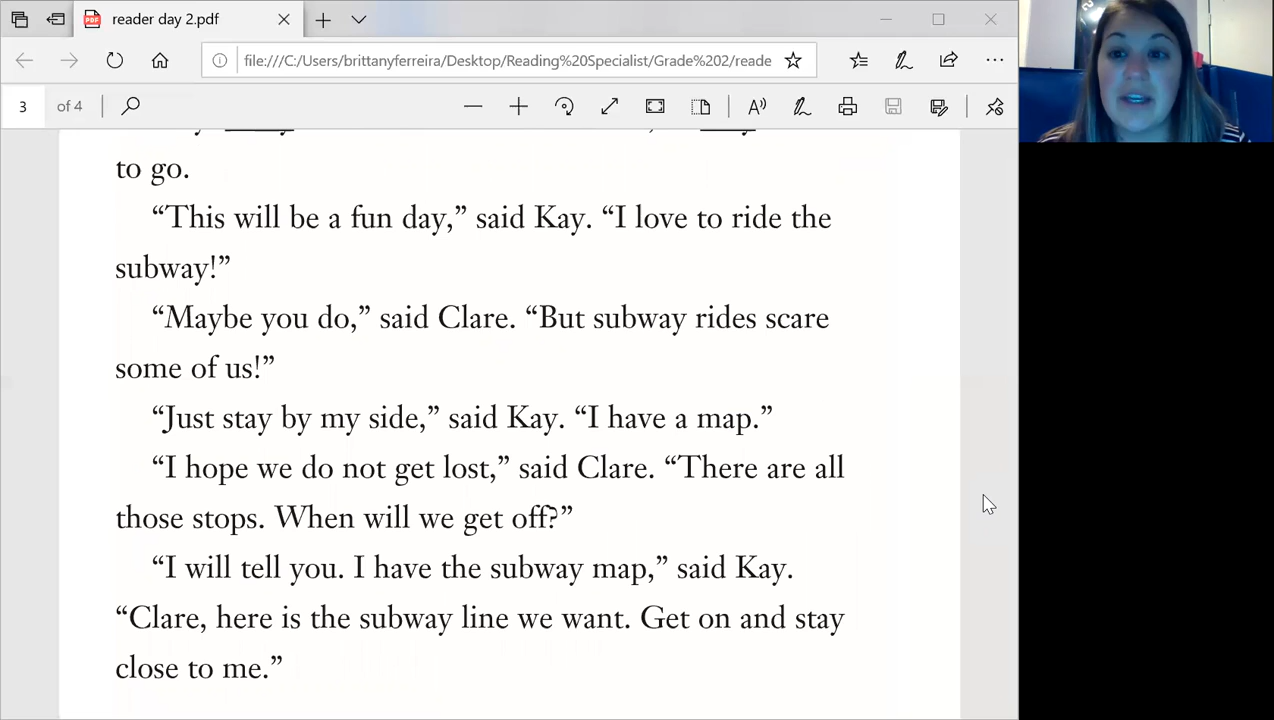 reader day 2.pdf
file:///C:/Users/brittanyferreira/Desktop/Reading%20Specialist/Grade%202/reade
3 of 4
to go.
“This will be a fun day,” said Kay. “I love to ride the
subway!”
“Maybe you do,” said Clare. “But subway rides scare
some of us!”
“Just stay by my side,” said Kay. “I have a map.”
“I hope we do not get lost,” said Clare. “There are all
those stops. When will we get off?”
“I will tell you. I have the subway map,” said Kay.
“Clare, here is the subway line we want. Get on and stay
close to me.”